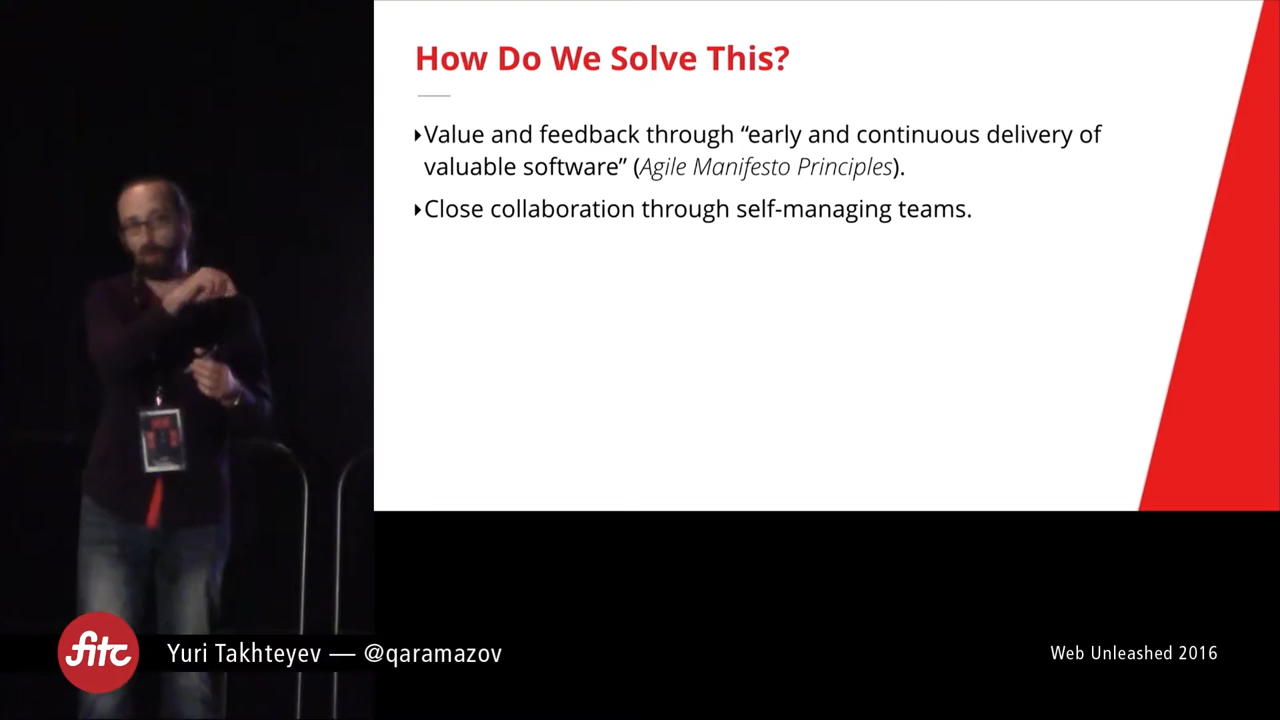 How Do We Solve This?
Value and feedback through “early and continuous delivery of
valuable software” (Agile Manifesto Principles).
Close collaboration through self-managing teams.
fitc
Yuri Takhteyev — @qaramazov
Web Unleashed 2016